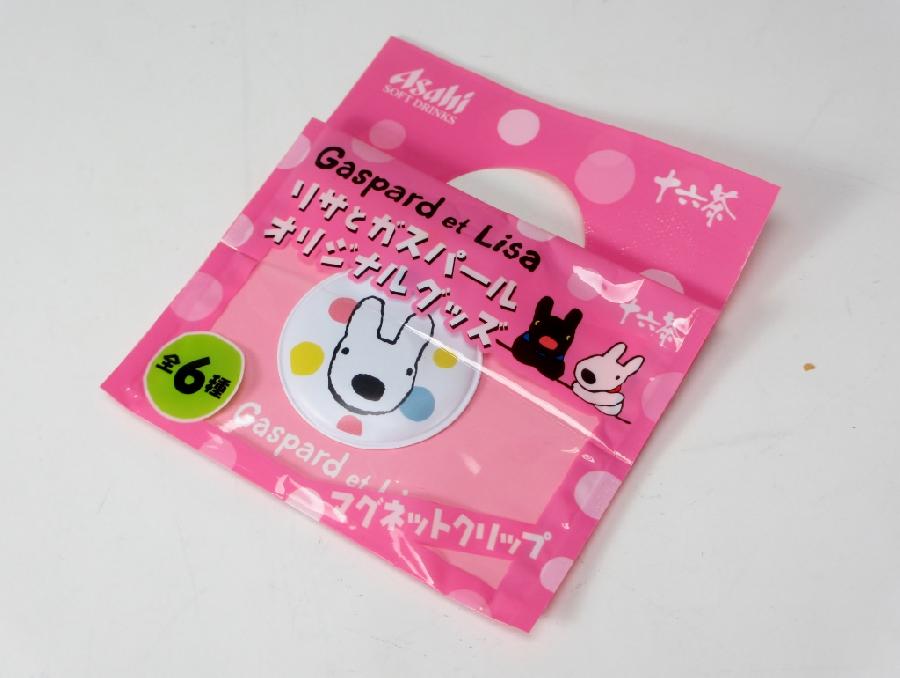 Asahi
SOFT DRINKS
十六茶
Gaspard et Lisa
リサとガスパール
オリジナルグッズ
十六茶
全6種類
Gaspard et
マグネットクリップ